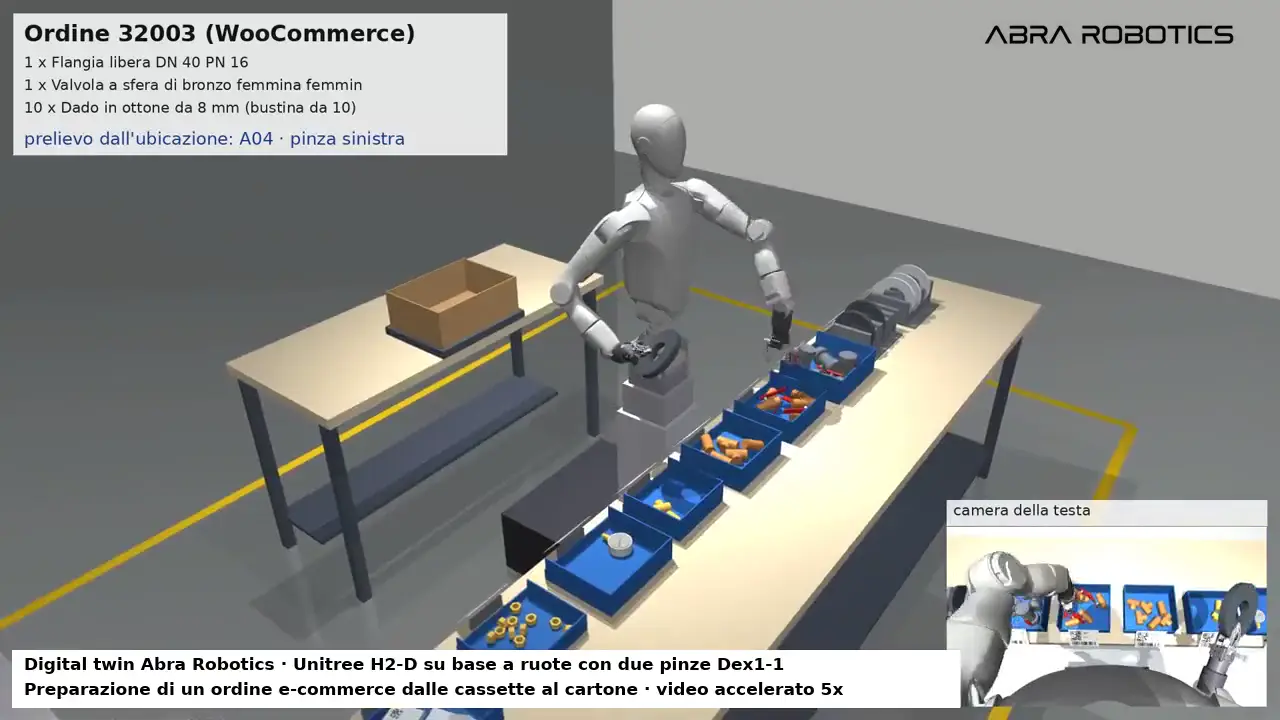 Ordine 32003 (WooCommerce)
1 x Flangia libera DN 40 PN 16
1 x Valvola a sfera di bronzo femmina femmin
10 x Dado in ottone da 8 mm (bustina da 10)
prelievo dall'ubicazione: A04 · pinza sinistra
ABRA ROBOTICS
camera della testa
Digital twin Abra Robotics · Unitree H2-D su base a ruote con due pinze Dex1-1
Preparazione di un ordine e-commerce dalle cassette al cartone · video accelerato 5x